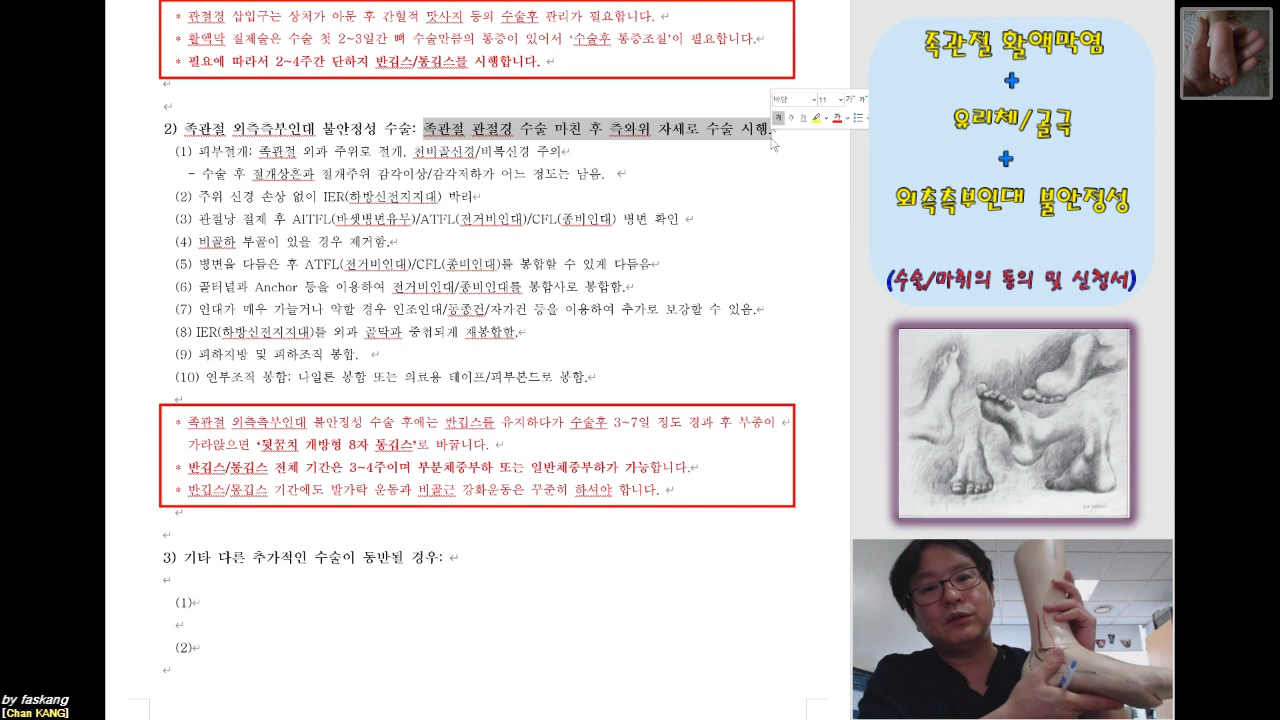 * 관절경 삽입구는 상처가 아문 후 간헐적 맛사지 등의 수술후 관리가 필요합니다.
* 활액막 절제술은 수술 첫 2~3일간 뼈 수술만큼의 통증이 있어서 '수술후 통증조절'이 필요합니다.
* 필요에 따라서 2~4주간 단하지 반깁스/통깁스를 시행합니다.
2) 족관절 외측측부인대 불안정성 수술: 족관절 관절경 수술 마친 후 측와위 자세로 수술 시행.
(1) 피부절개: 족관절 외과 주위로 절개. 천비골신경/비복신경 주의
- 수술 후 절개상흔과 절개주위 감각이상/감각저하가 어느 정도는 남음.
(2) 주위 신경 손상 없이 IER(하방신전지지대) 박리
(3) 관절낭 절제 후 AITFL(바셋병변유무)/ATFL(전거비인대)/CFL(종비인대) 병변 확인
(4) 비골하 부골이 있을 경우 제거함.
(5) 병변을 다듬은 후 ATFL(전거비인대)/CFL(종비인대)를 봉합할 수 있게 다듬음
(6) 골터널과 Anchor 등을 이용하여 전거비인대/종비인대를 봉합사로 봉합함.
(7) 인대가 매우 가늘거나 약할 경우 인조인대/동종건/자가건 등을 이용하여 추가로 보강할 수 있음.
(8) IER(하방신전지지대)를 외과 골막과 중첩되게 재봉합함.
(9) 피하지방 및 피하조직 봉합.
(10) 연부조직 봉합: 나일론 봉합 또는 의료용 테이프/피부본드로 봉합.
* 족관절 외측측부인대 불안정성 수술 후에는 반깁스를 유지하다가 수술후 3~7일 정도 경과 후 부종이
가라앉으면 '뒷꿈치 개방형 8자 통깁스'로 바꿉니다.
* 반깁스/통깁스 전체 기간은 3~4주이며 부분체중부하 또는 일반체중부하가 가능합니다.
* 반깁스/통깁스 기간에도 발가락 운동과 비골근 강화운동은 꾸준히 하셔야 합니다.
3) 기타 다른 추가적인 수술이 동반될 경우:
(1)
(2)
바탕 11 가 가
가 가 가 가
족관절 활액막염
+
유리체/골극
+
외측측부인대 불안정성
(수술/마취의 동의 및 신청서)
by faskang
[Chan KANG]